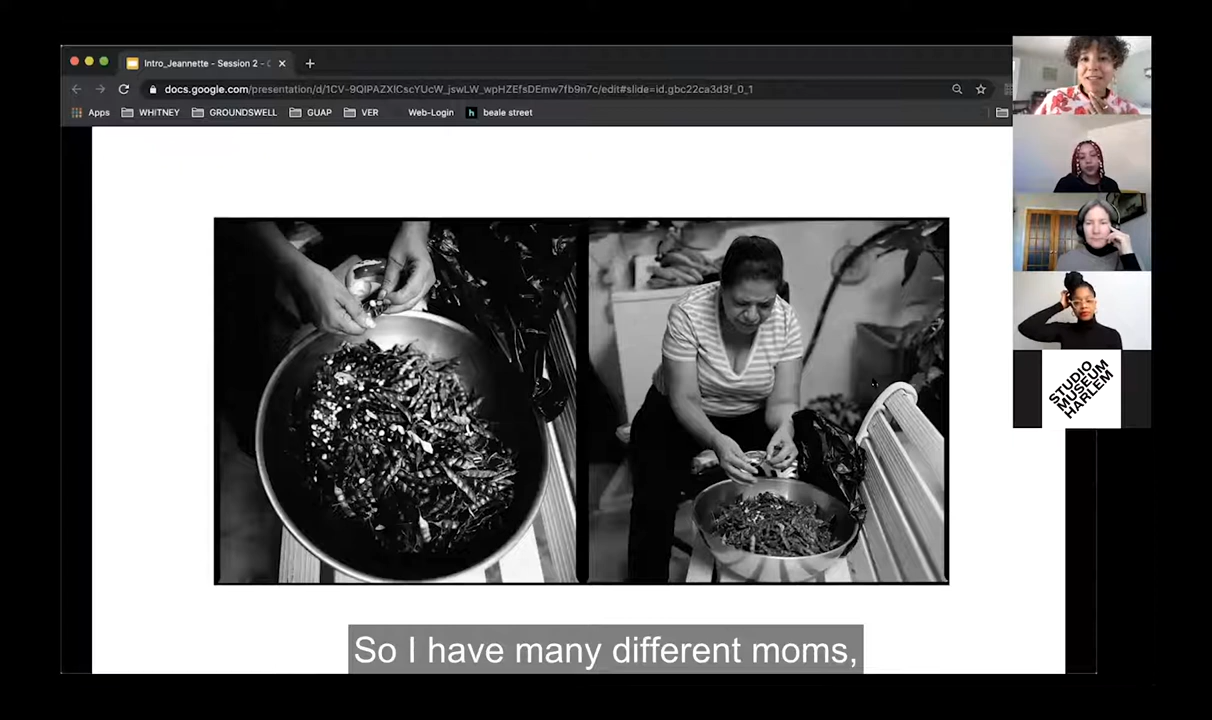 Intro_Jeannette - Session 2 - C
docs.google.com/presentation/d/1CV-9QlPAZXlCscYUcW_jswLW_wpHZEfsDEmw7fb9n7c/edit#slide=id.gbc22ca3d3f_0_1
Apps WHITNEY GROUNDSWELL GUAP VER Web-Login h beale street
STUDIO
MUSEUM
HARLEM
So I have many different moms,